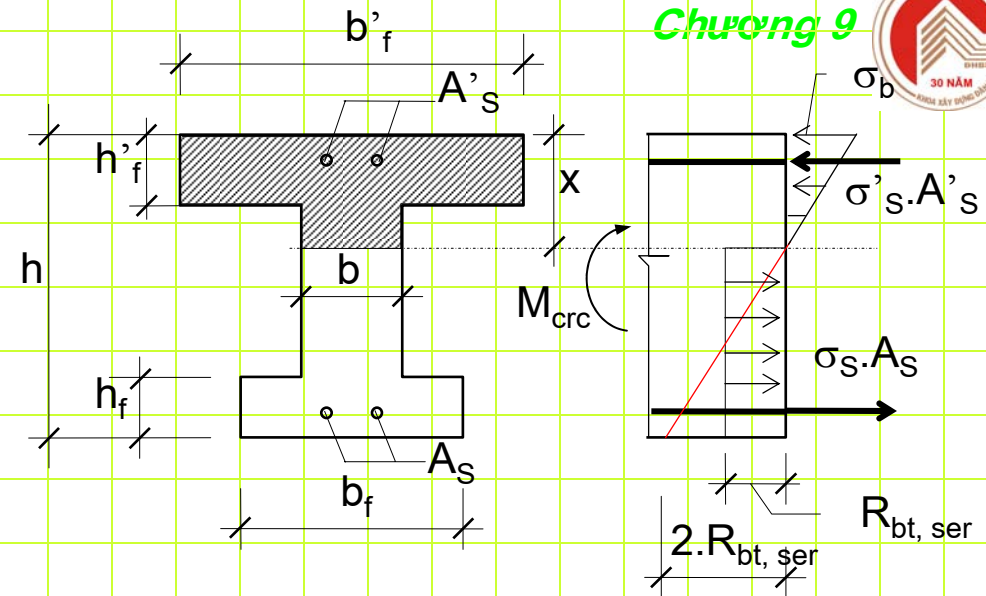 Chương 9
30 NĂM
b'f
A'S
σb
h'f
x
σ'S.A'S
h
b
Mcrc
σS.AS
hf
AS
bf
Rbt, ser
2.Rbt, ser